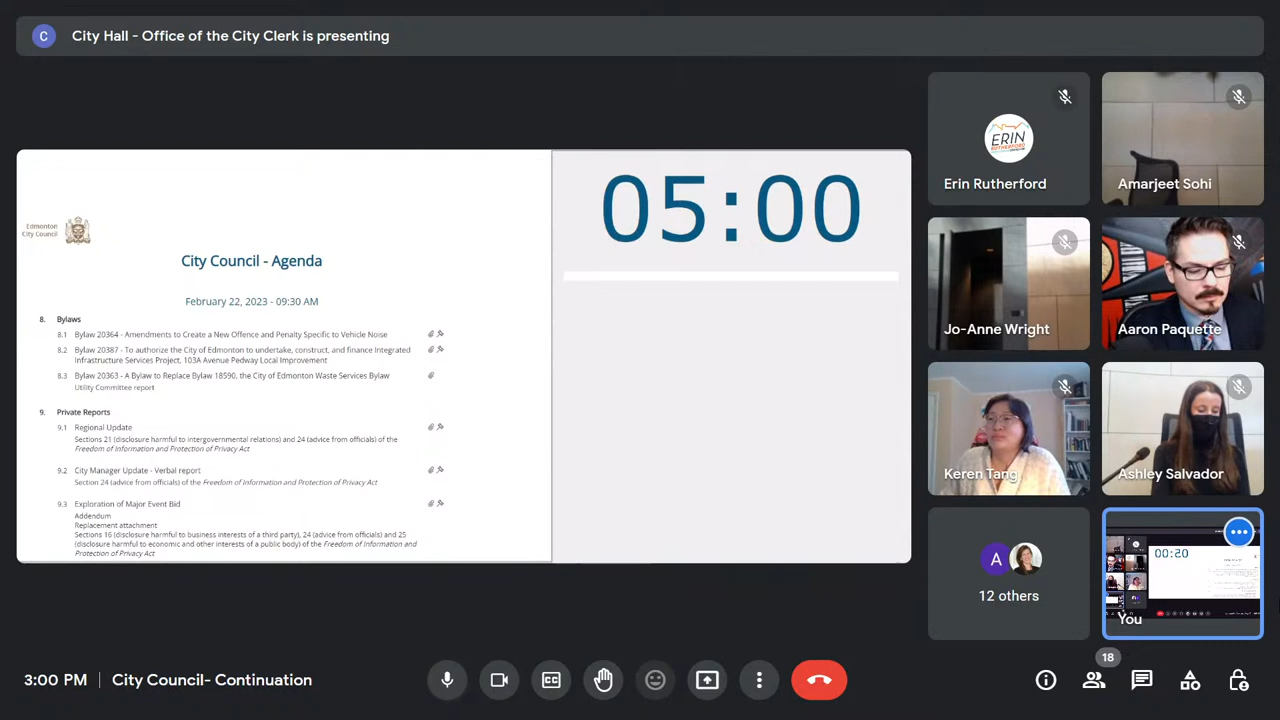 C
City Hall - Office of the City Clerk is presenting
Edmonton
City Council
City Council - Agenda
February 22, 2023 - 09:30 AM
8. Bylaws
8.1 Bylaw 20364 - Amendments to Create a New Offence and Penalty Specific to Vehicle Noise
8.2 Bylaw 20387 - To authorize the City of Edmonton to undertake, construct, and finance Integrated
Infrastructure Services Project, 103A Avenue Pedway Local Improvement
8.3 Bylaw 20363 - A Bylaw to Replace Bylaw 18590, the City of Edmonton Waste Services Bylaw
Utility Committee report
9. Private Reports
9.1 Regional Update
Sections 21 (disclosure harmful to intergovernmental relations) and 24 (advice from officials) of the
Freedom of Information and Protection of Privacy Act
9.2 City Manager Update - Verbal report
Section 24 (advice from officials) of the Freedom of Information and Protection of Privacy Act
9.3 Exploration of Major Event Bid
Addendum
Replacement attachment
Sections 16 (disclosure harmful to business interests of a third party), 24 (advice from officials) and 25
(disclosure harmful to economic and other interests of a public body) of the Freedom of Information and
Protection of Privacy Act
05:00
ERIN
RUTHERFORD
Erin Rutherford
Amarjeet Sohi
Jo-Anne Wright
Aaron Paquette
Keren Tang
Ashley Salvador
A
12 others
You
3:00 PM | City Council- Continuation
18